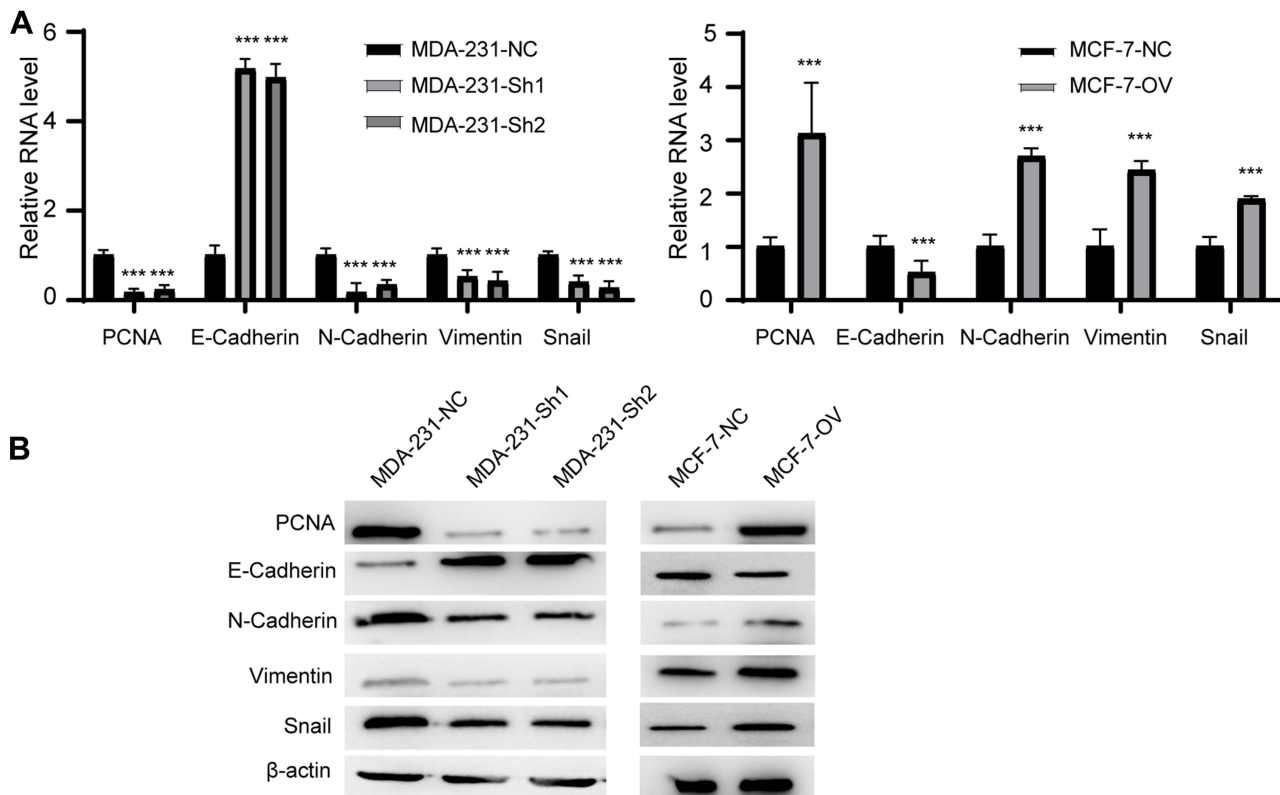 A
Relative RNA level
6
4
2
0
*** ***
*** ***
*** ***
*** ***
*** ***
MDA-231-NC
MDA-231-Sh1
MDA-231-Sh2
PCNA E-Cadherin N-Cadherin Vimentin Snail
Relative RNA level
5
4
3
2
1
0
***
***
***
***
***
MCF-7-NC
MCF-7-OV
PCNA E-Cadherin N-Cadherin Vimentin Snail
B
MDA-231-NC
MDA-231-Sh1
MDA-231-Sh2
MCF-7-NC
MCF-7-OV
PCNA
E-Cadherin
N-Cadherin
Vimentin
Snail
β-actin